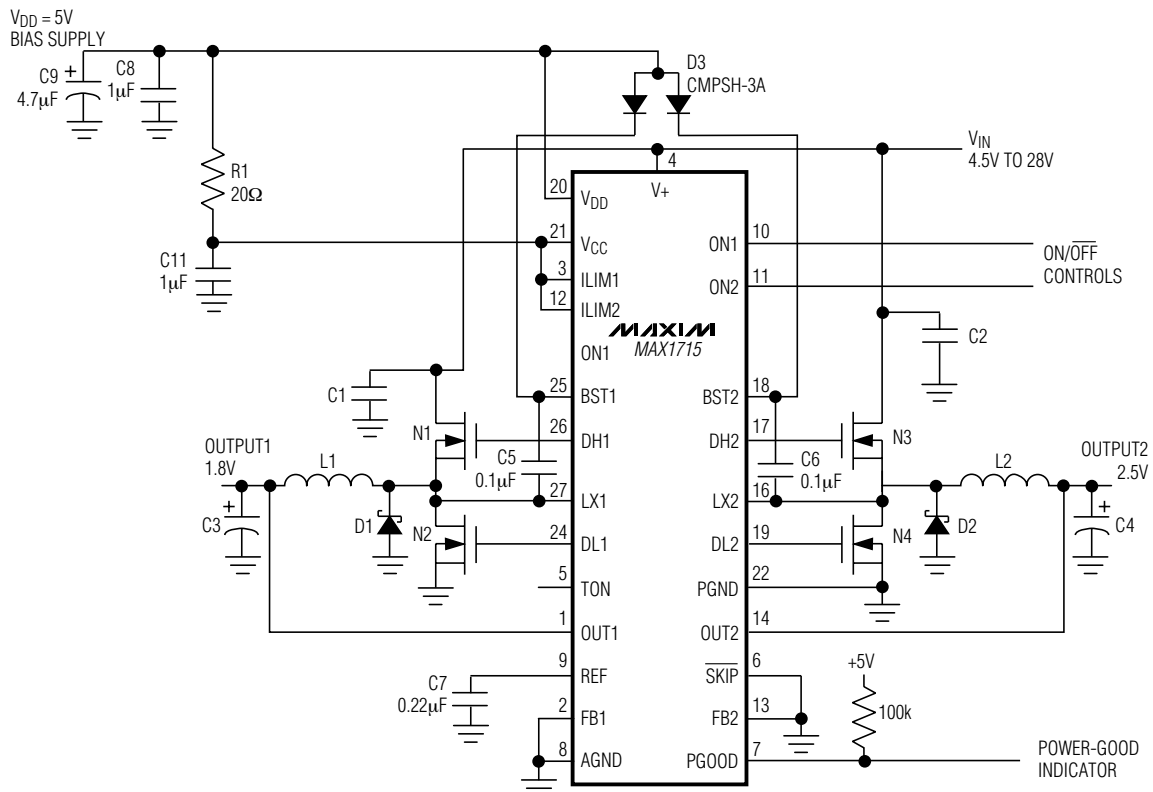 VDD = 5V
BIAS SUPPLY
C9
+
4.7µF
C8
1µF
D3
CMPSH-3A
VIN
4.5V TO 28V
R1
20Ω
C11
1µF
4
V+
20
VDD
21
VCC
3
ILIM1
12
ILIM2
ON1
10
ON1
11
ON2
ON/OFF
CONTROLS
MAXIM
MAX1715
C1
C2
25
BST1
18
BST2
N1
26
DH1
17
DH2
N3
C5
0.1µF
C6
0.1µF
OUTPUT1
1.8V
L1
27
LX1
16
LX2
L2
OUTPUT2
2.5V
+
C3
D1
N2
24
DL1
19
DL2
N4
D2
+
C4
5
TON
22
PGND
1
OUT1
14
OUT2
9
REF
6
SKIP
C7
0.22µF
+5V
100k
2
FB1
13
FB2
8
AGND
7
PGOOD
POWER-GOOD
INDICATOR